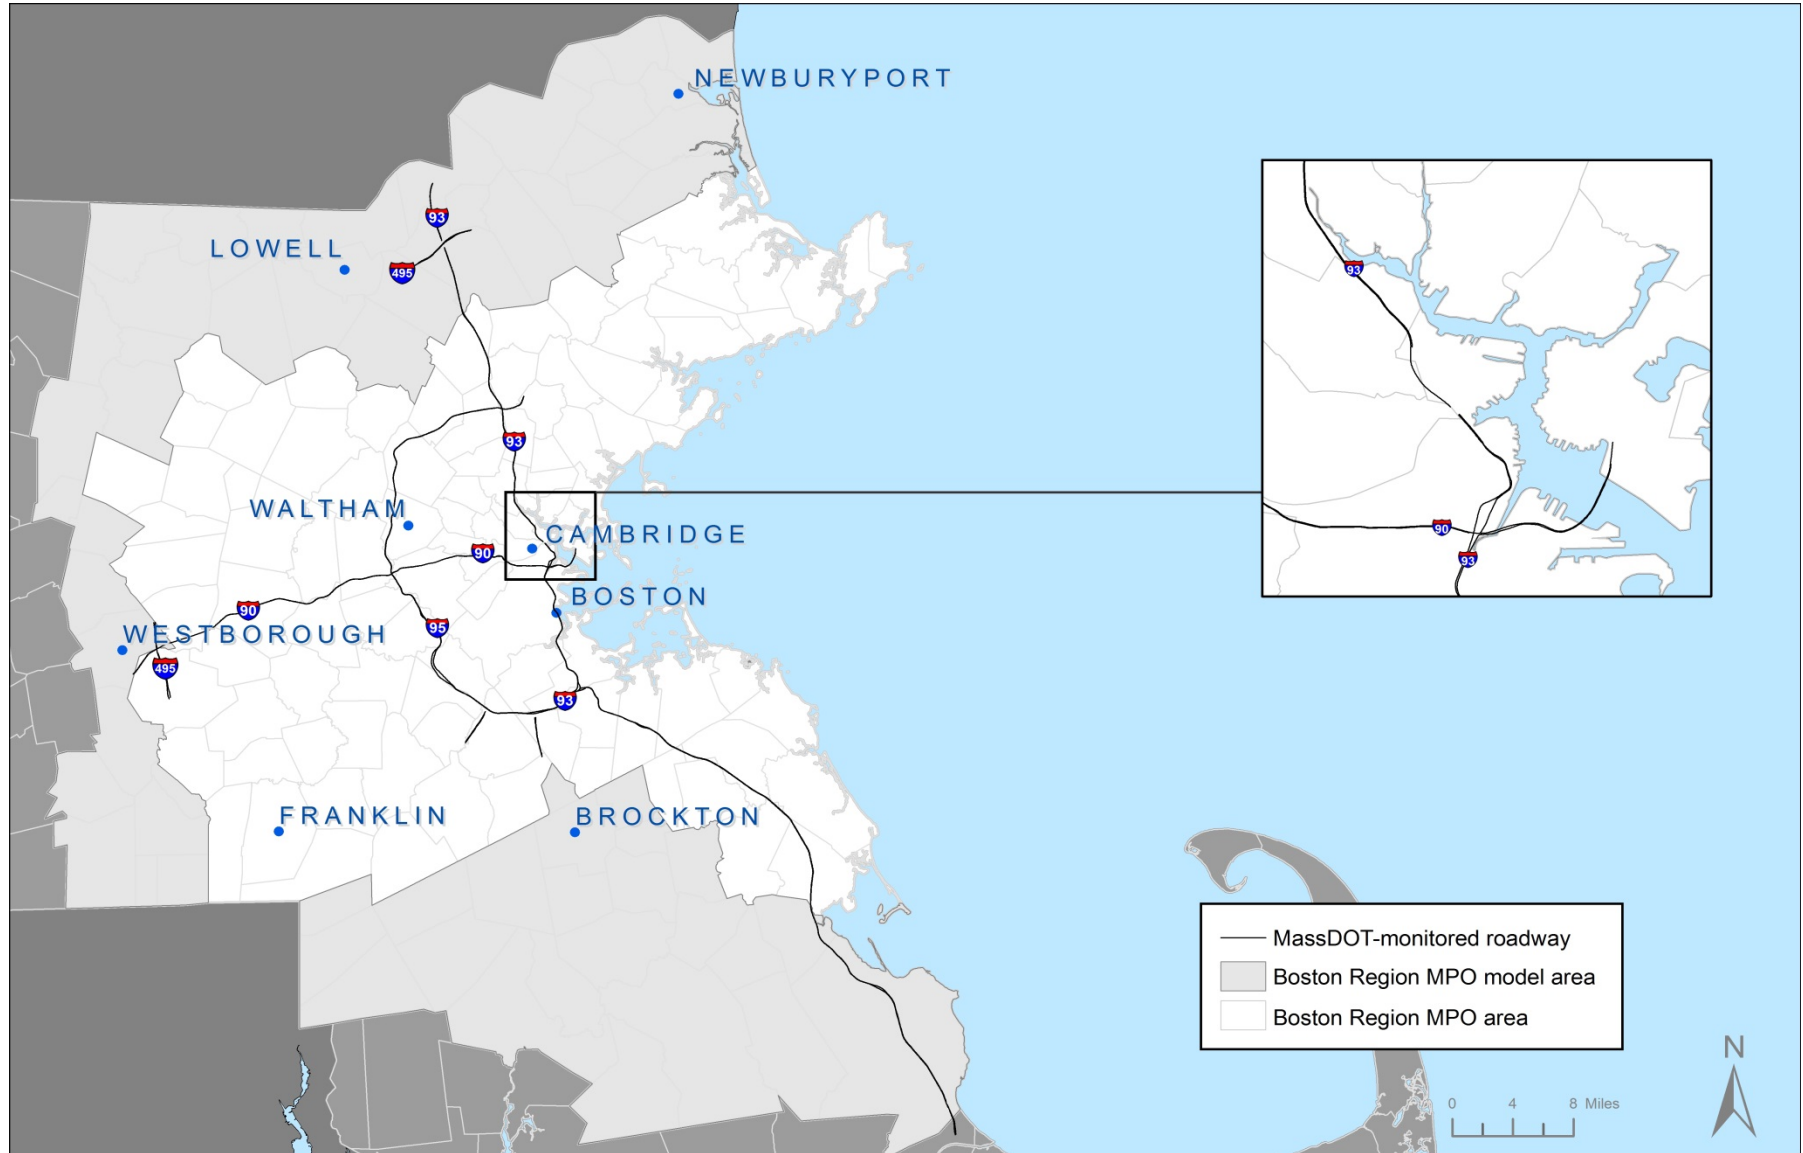 NEWBURYPORT
93
LOWELL
495
93
93
WALTHAM
CAMBRIDGE
90
90
93
BOSTON
90
95
WESTBOROUGH
495
93
FRANKLIN
BROCKTON
MassDOT-monitored roadway
Boston Region MPO model area
Boston Region MPO area
N
0 4 8 Miles